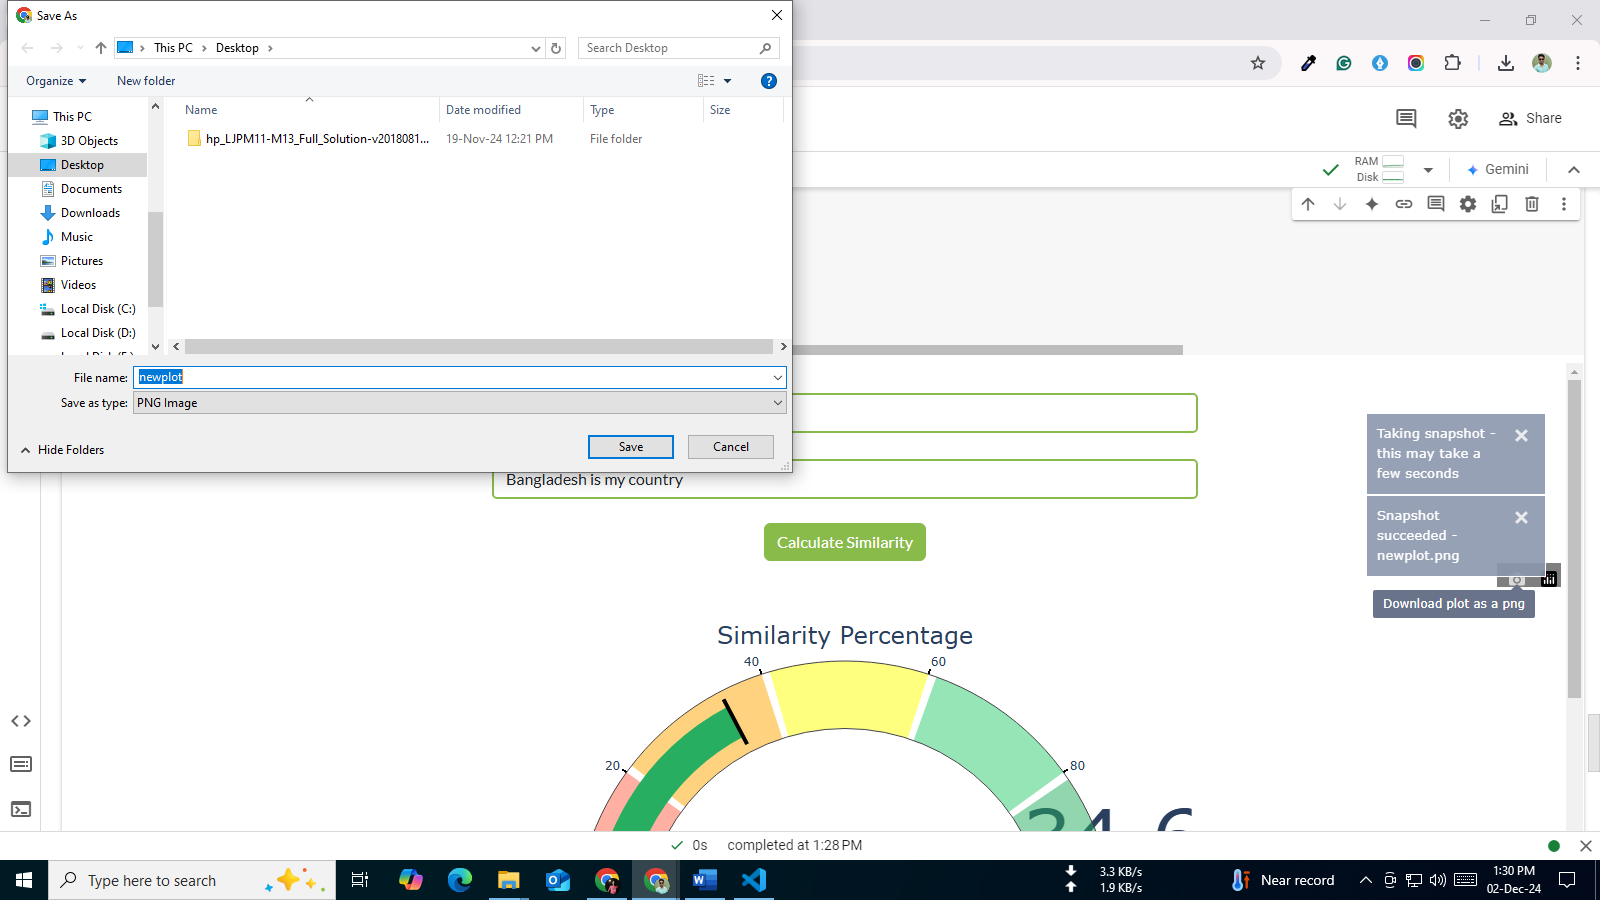 Save As
This PC
Desktop
Search Desktop
Organize
New folder
Name
Date modified
Type
Size
This PC
3D Objects
Desktop
Documents
Downloads
Music
Pictures
Videos
Local Disk (C:)
Local Disk (D:)
hp_LJPM11-M13_Full_Solution-v2018081...
19-Nov-24 12:21 PM
File folder
File name:
newplot
Save as type:
PNG Image
Hide Folders
Save
Cancel
Share
RAM
Disk
Gemini
Bangladesh is my country
Calculate Similarity
Taking snapshot -
this may take a
few seconds
Snapshot
succeeded -
newplot.png
Download plot as a png
Similarity Percentage
40
60
20
80
34.6
0s
completed at 1:28 PM
Type here to search
3.3 KB/s
1.9 KB/s
Near record
1:30 PM
02-Dec-24